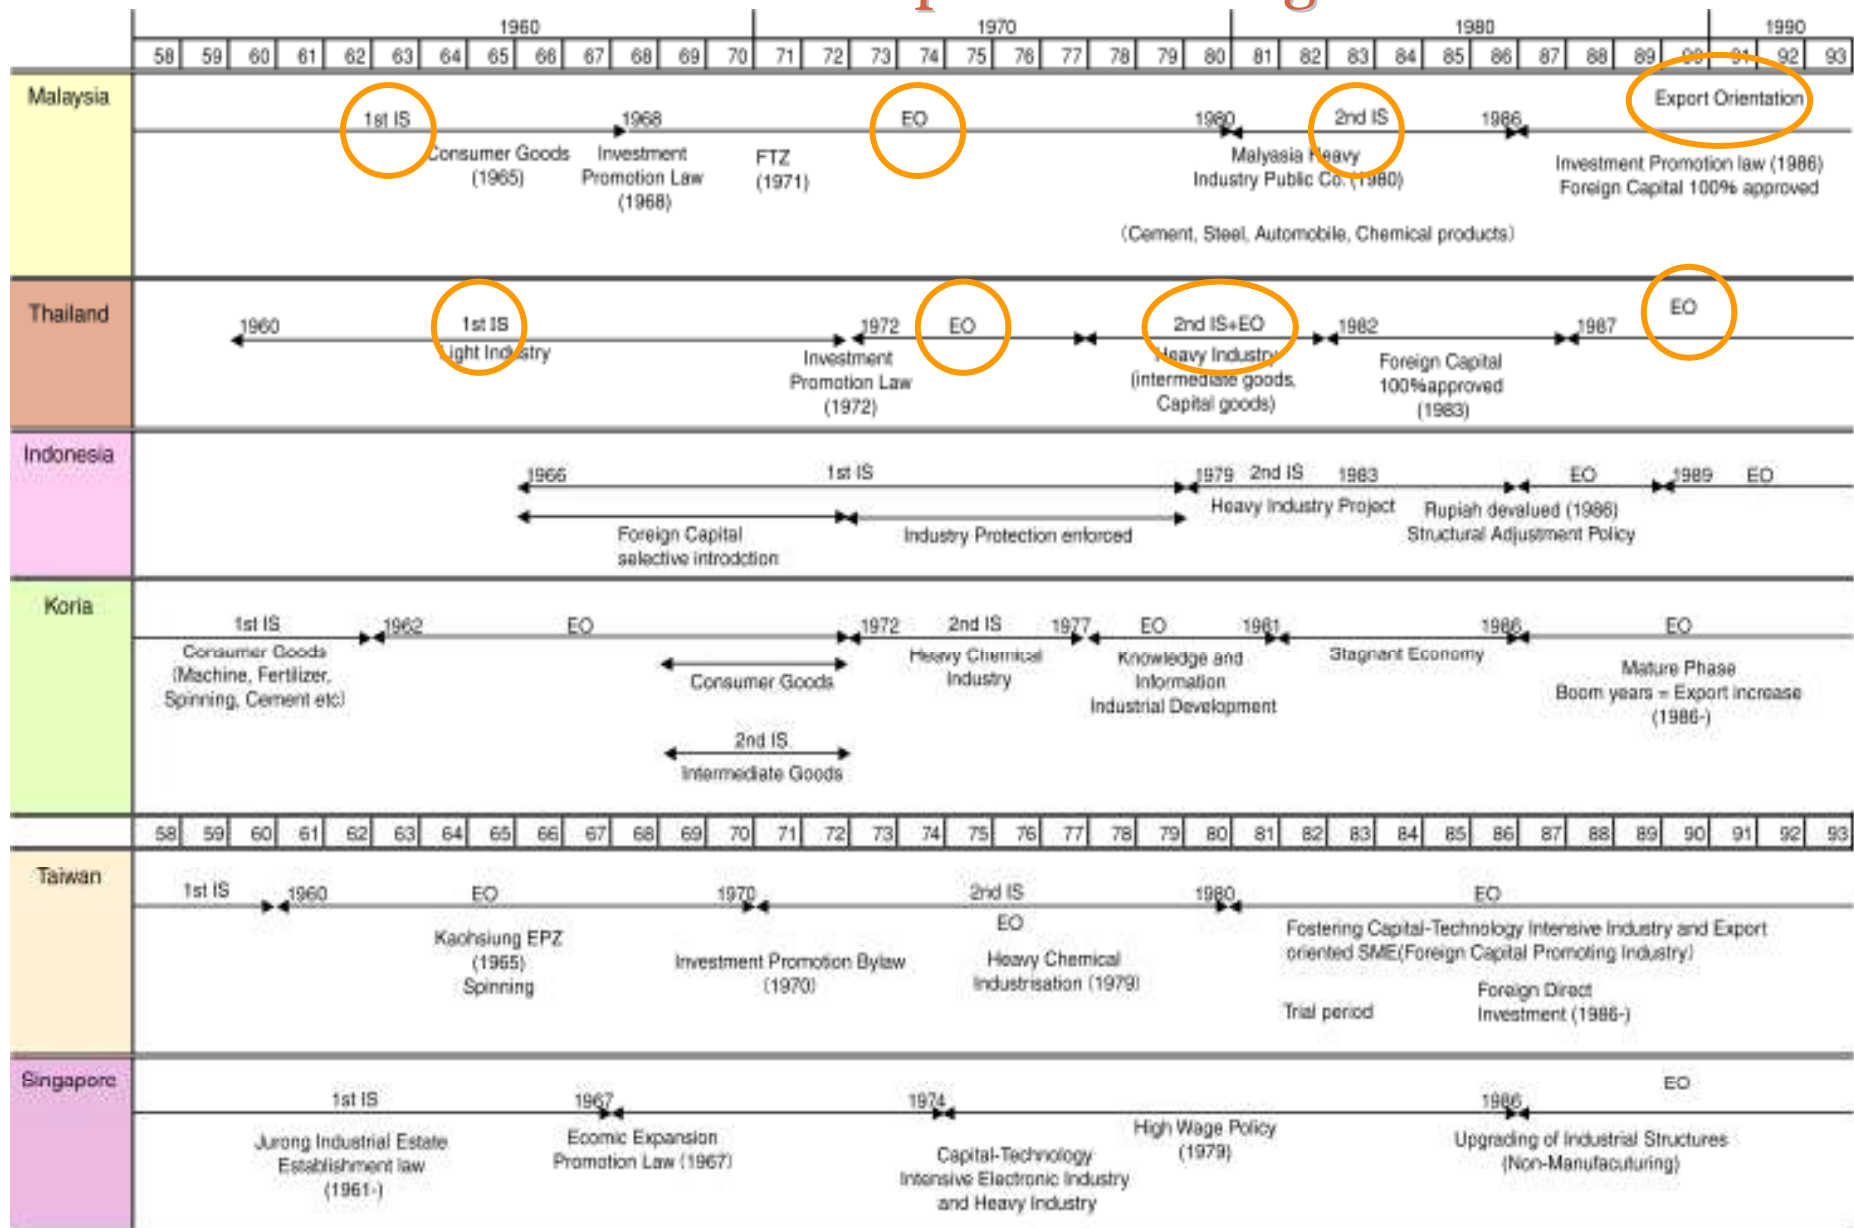 1960 1970 1980 1990
58 59 60 61 62 63 64 65 66 67 68 69 70 71 72 73 74 75 76 77 78 79 80 81 82 83 84 85 86 87 88 89 90 91 92 93
Malaysia
Export Orientation
1st IS 1968 EO 1980 2nd IS 1986
Consumer Goods
(1965)
Investment
Promotion Law
(1968)
FTZ
(1971)
Malyasia Heavy
Industry Public Co. (1980)
Investment Promotion law (1986)
Foreign Capital 100% approved
(Cement, Steel, Automobile, Chemical products)
Thailand
EO
1960 1st IS 1972 EO 2nd IS+EO 1982 1987
Light Industry
Investment
Promotion Law
(1972)
Heavy Industry
(intermediate goods,
Capital goods)
Foreign Capital
100%approved
(1983)
Indonesia
1966 1st IS 1979 2nd IS 1983 EO 1989 EO
Foreign Capital
selective introdction
Industry Protection enforced
Heavy Industry Project
Rupiah devalued (1986)
Structural Adjustment Policy
Koria
1st IS 1962 EO 1972 2nd IS 1977 EO 1981 1986 EO
Consumer Goods
(Machine, Fertilizer,
Spinning, Cement etc)
Consumer Goods
2nd IS
Intermediate Goods
Heavy Chemical
Industry
Knowledge and
Information
Industrial Development
Stagnant Economy
Mature Phase
Boom years = Export increase
(1986-)
58 59 60 61 62 63 64 65 66 67 68 69 70 71 72 73 74 75 76 77 78 79 80 81 82 83 84 85 86 87 88 89 90 91 92 93
Taiwan
1st IS 1960 EO 1970 2nd IS 1980 EO
EO
Kaohsiung EPZ
(1965)
Spinning
Investment Promotion Bylaw
(1970)
Heavy Chemical
Industrisation (1979)
Fostering Capital-Technology Intensive Industry and Export
oriented SME(Foreign Capital Promoting Industry)
Trial period
Foreign Direct
Investment (1986-)
Singapore
EO
1st IS 1967 1974 1986
Jurong Industrial Estate
Establishment law
(1961-)
Ecomic Expansion
Promotion Law (1967)
Capital-Technology
Intensive Electronic Industry
and Heavy Industry
High Wage Policy
(1979)
Upgrading of Industrial Structures
(Non-Manufacuturing)